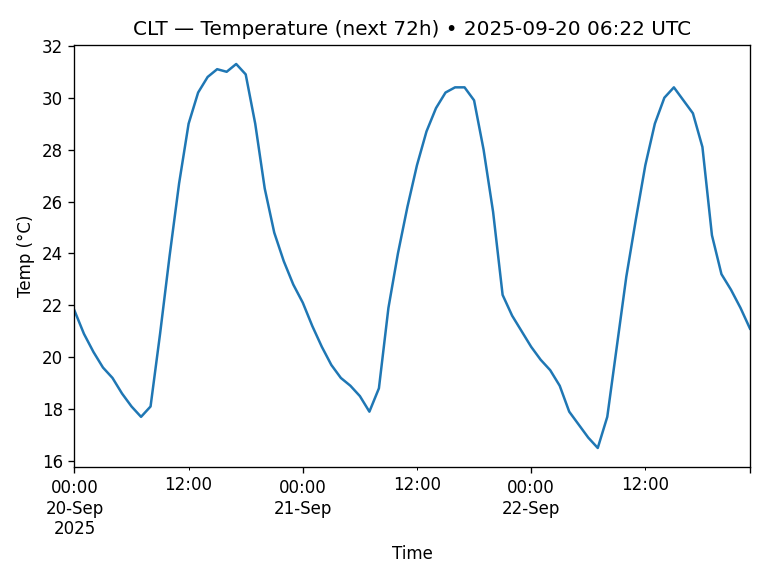 CLT — Temperature (next 72h) • 2025-09-20 06:22 UTC
Temp (°C)
32
30
28
26
24
22
20
18
16
00:00 12:00 00:00 12:00 00:00 12:00
20-Sep 21-Sep 22-Sep
2025
Time